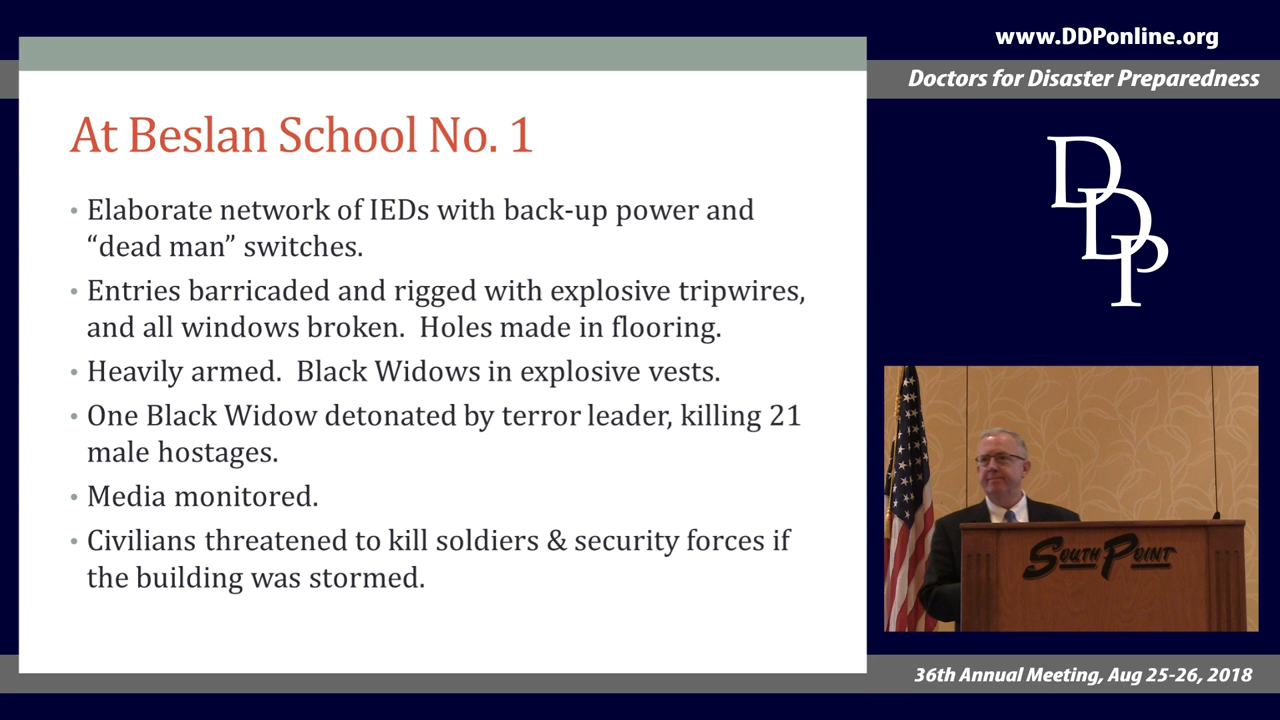 www.DDPonline.org
Doctors for Disaster Preparedness
At Beslan School No. 1
• Elaborate network of IEDs with back-up power and
“dead man” switches.
• Entries barricaded and rigged with explosive tripwires,
and all windows broken.  Holes made in flooring.
• Heavily armed.  Black Widows in explosive vests.
• One Black Widow detonated by terror leader, killing 21
male hostages.
• Media monitored.
• Civilians threatened to kill soldiers & security forces if
the building was stormed.
DDP
South Point
36th Annual Meeting, Aug 25-26, 2018